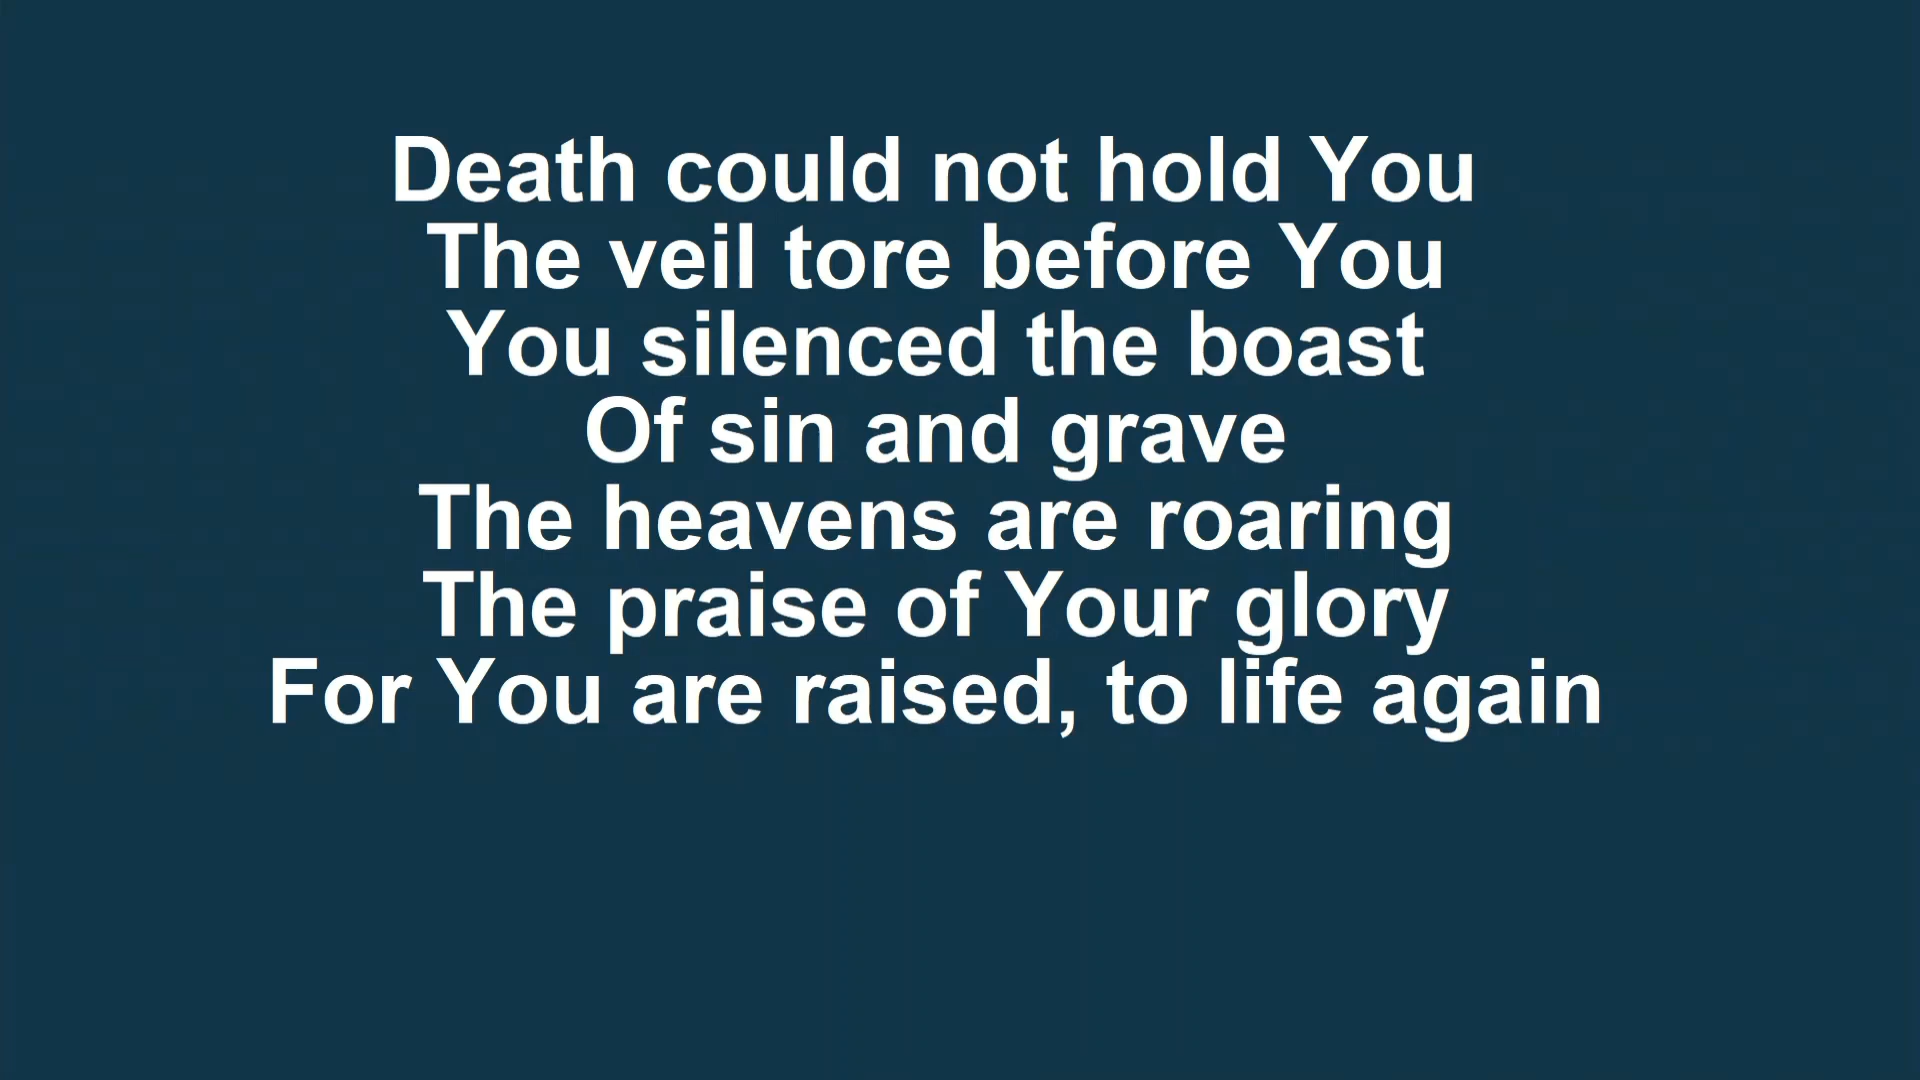 Death could not hold You
The veil tore before You
You silenced the boast
Of sin and grave
The heavens are roaring
The praise of Your glory
For You are raised, to life again